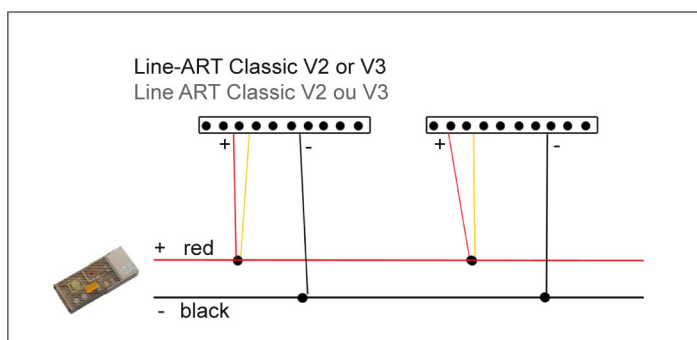 Line-ART Classic V2 or V3
Line ART Classic V2 ou V3
+ -
+ -
+ red
- black